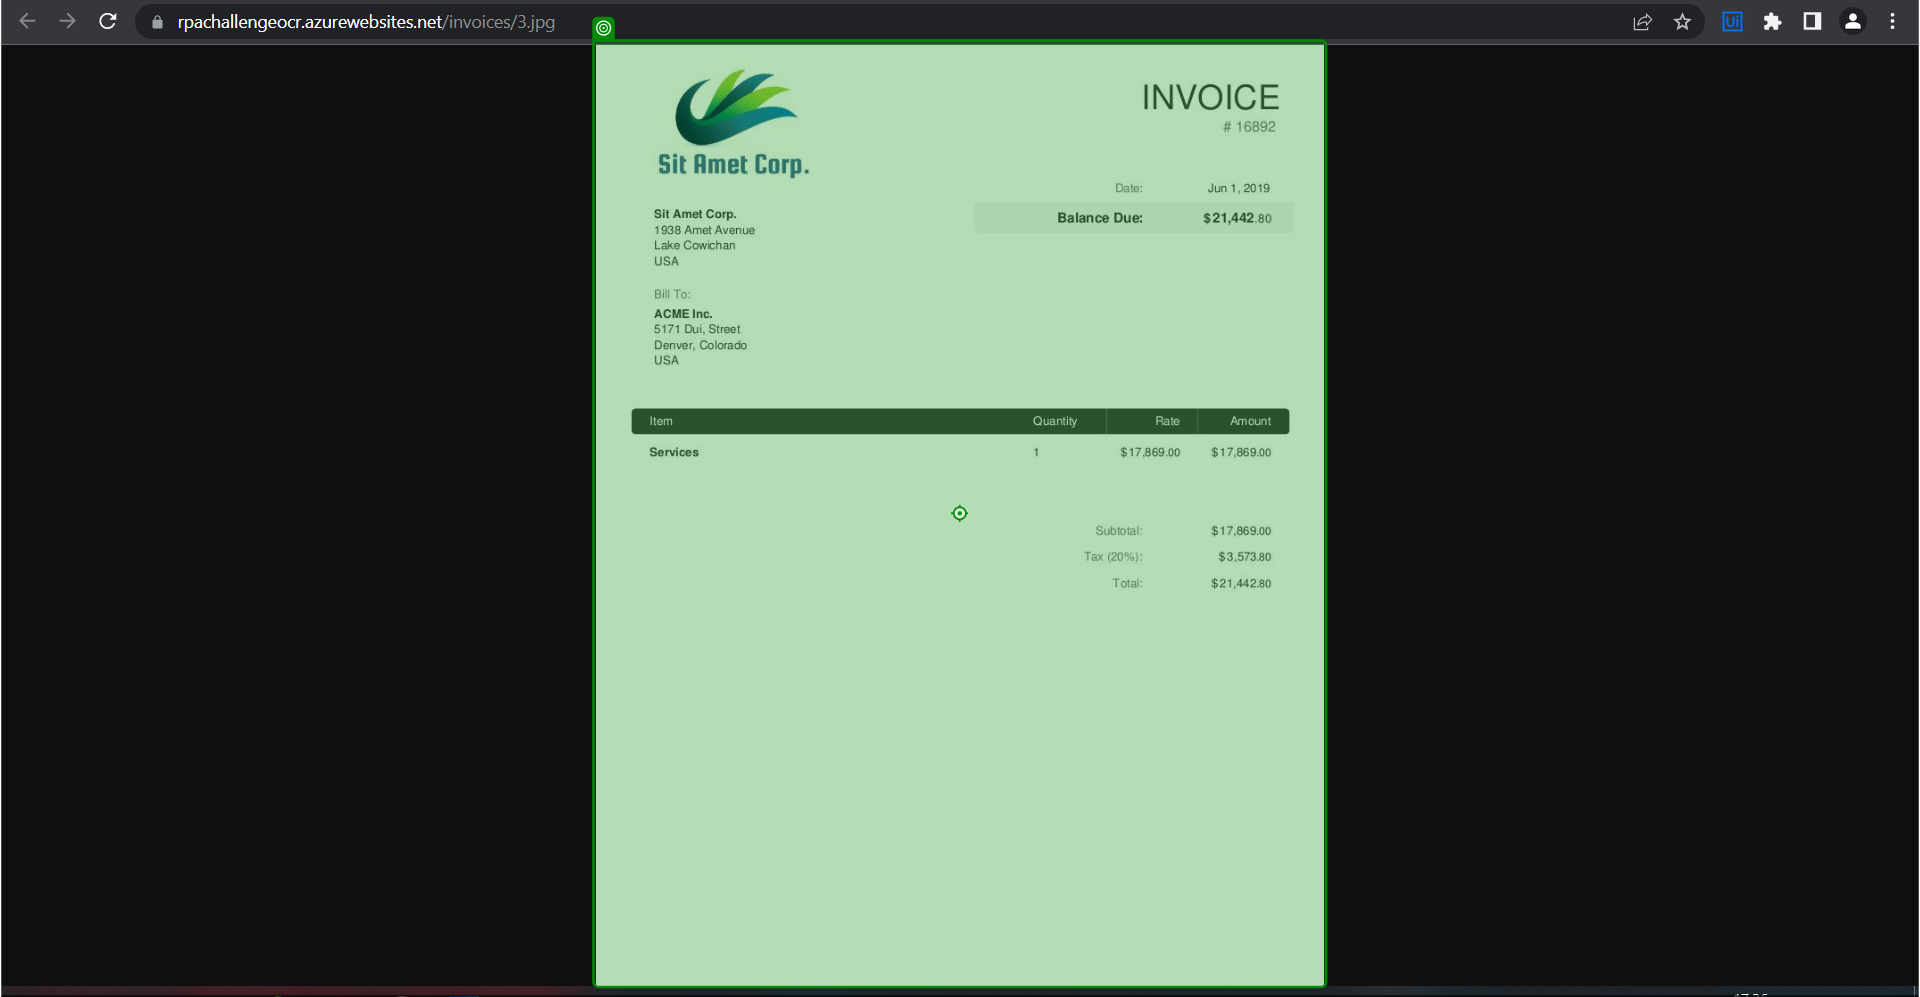 rpachallengeocr.azurewebsites.net/invoices/3.jpg
Ui
Sit Amet Corp.
INVOICE
# 16892
Date: Jun 1, 2019
Balance Due: $21,442.80
Sit Amet Corp.
1938 Amet Avenue
Lake Cowichan
USA
Bill To:
ACME Inc.
5171 Dui, Street
Denver, Colorado
USA
Item Quantity Rate Amount
Services 1 $17,869.00 $17,869.00
Subtotal: $17,869.00
Tax (20%): $3,573.80
Total: $21,442.80